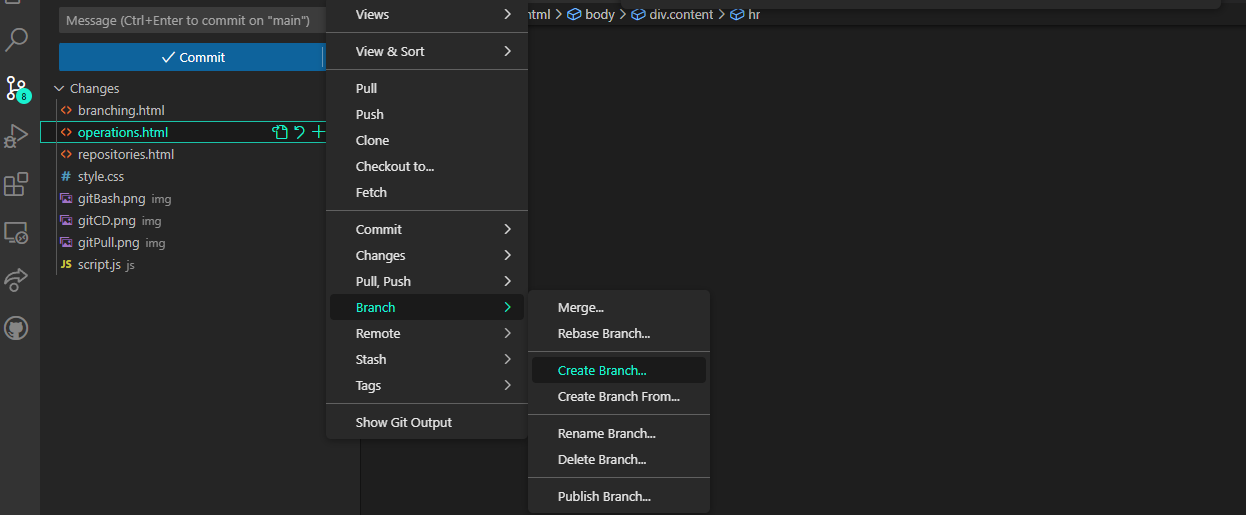 Message (Ctrl+Enter to commit on "main")
Commit
Changes
branching.html
operations.html
repositories.html
# style.css
gitBash.png img
gitCD.png img
gitPull.png img
JS script.js js
8
Views
View & Sort
Pull
Push
Clone
Checkout to...
Fetch
Commit
Changes
Pull, Push
Branch
Remote
Stash
Tags
Show Git Output
html > body > div.content > hr
Merge...
Rebase Branch...
Create Branch...
Create Branch From...
Rename Branch...
Delete Branch...
Publish Branch...